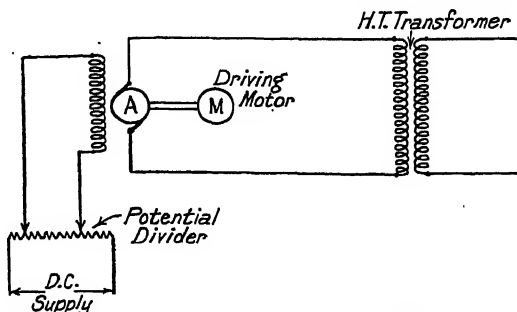 H.T. Transformer
Driving
Motor
A
M
Potential
Divider
D.C.
Supply